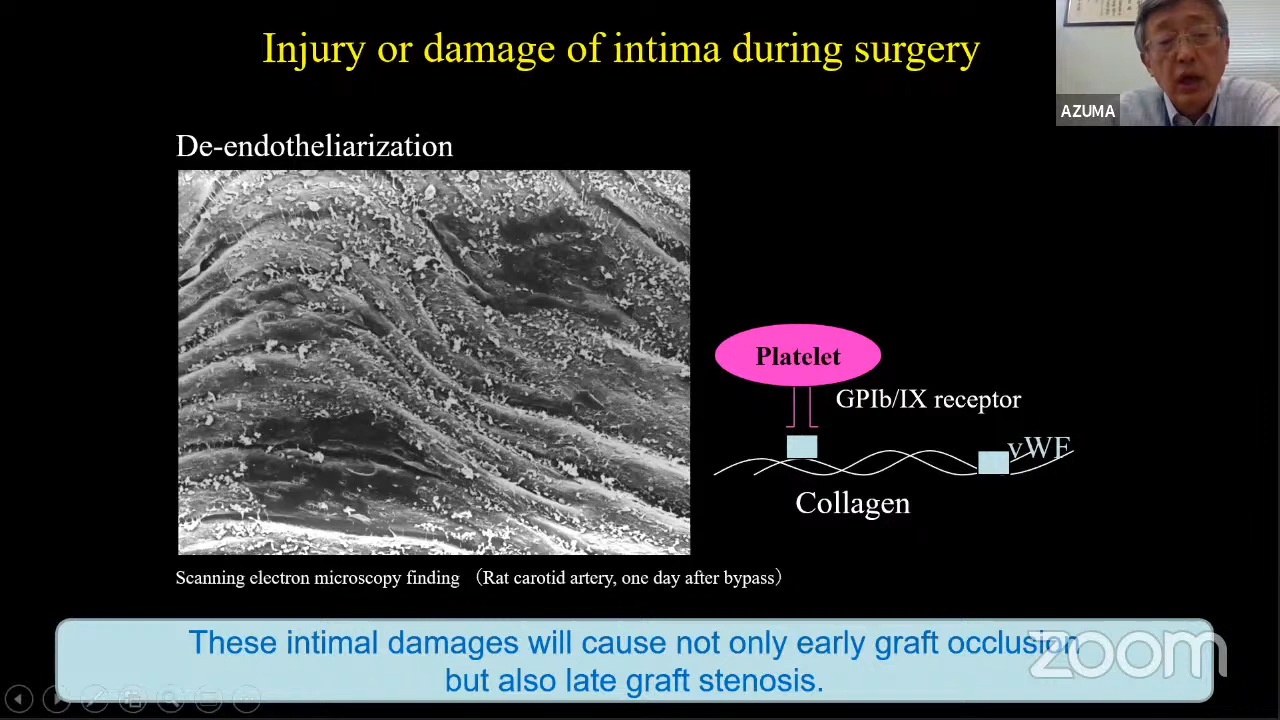 Injury or damage of intima during surgery
AZUMA
De-endotheliarization
Platelet
GPIb/IX receptor
vWF
Collagen
Scanning electron microscopy finding （Rat carotid artery, one day after bypass）
These intimal damages will cause not only early graft occlusion
but also late graft stenosis.
zoom